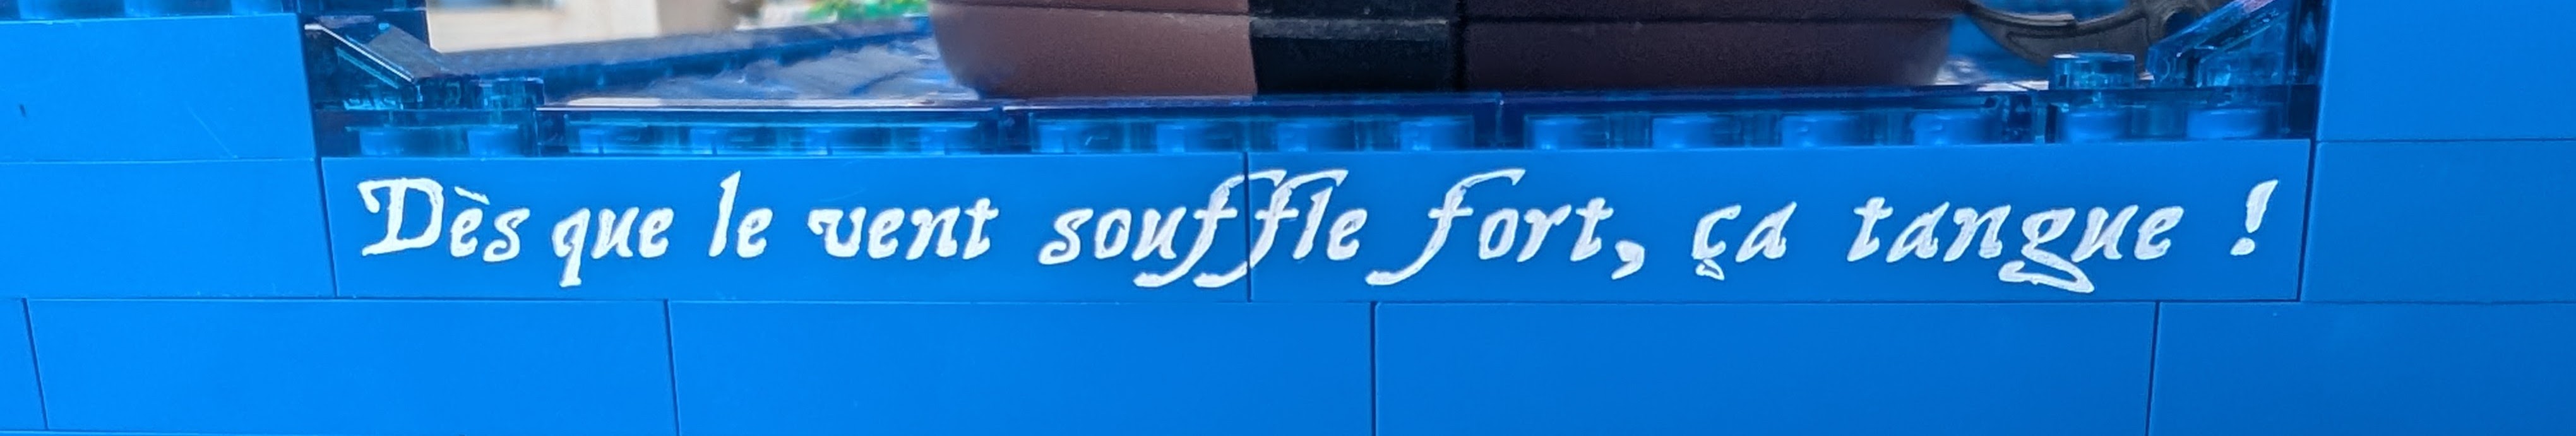 Dès que le vent souffle fort, ça tangue !